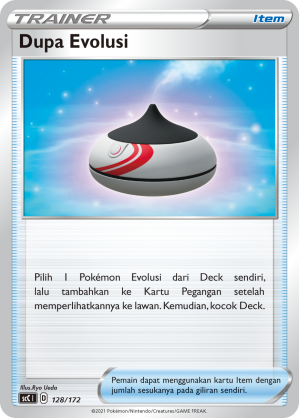 TRAINER
Item
Dupa Evolusi
Pilih 1 Pokémon Evolusi dari Deck sendiri,
lalu tambahkan ke Kartu Pegangan setelah
memperlihatkannya ke lawan. Kemudian, kocok Deck.
Illus.Ryo Ueda
SC1 I D 128/172
Pemain dapat menggunakan kartu Item dengan
jumlah sesukanya pada giliran sendiri.
©2021 Pokémon/Nintendo/Creatures/GAME FREAK.